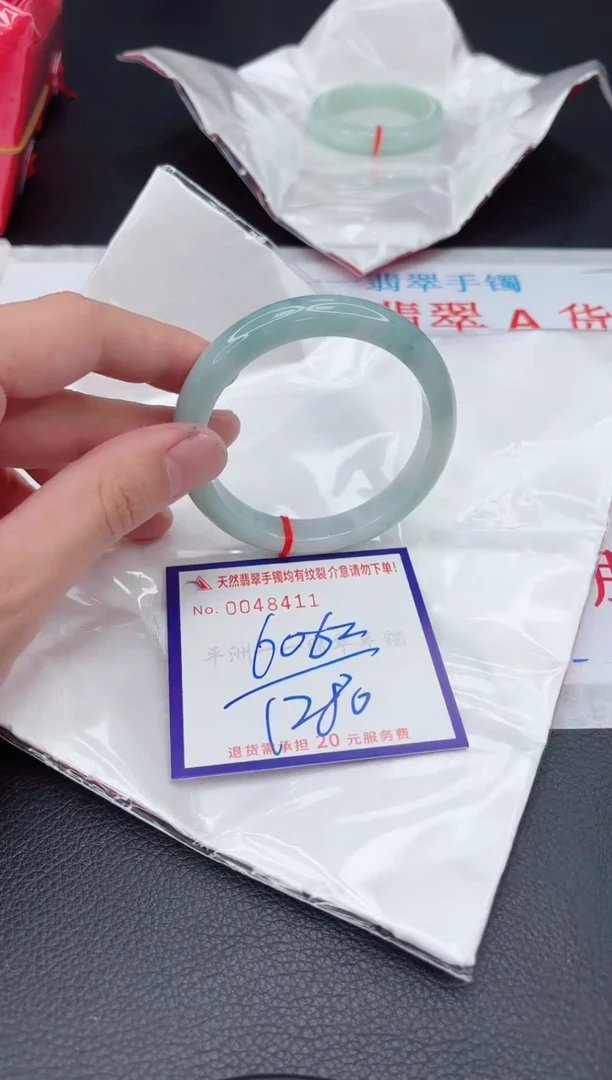 翡翠手镯
翡翠 A 货
天然翡翠手镯均有纹裂介意请勿下单!
No. 0048411
6062
平洲
镯
1280
退货需承担 20 元服务费